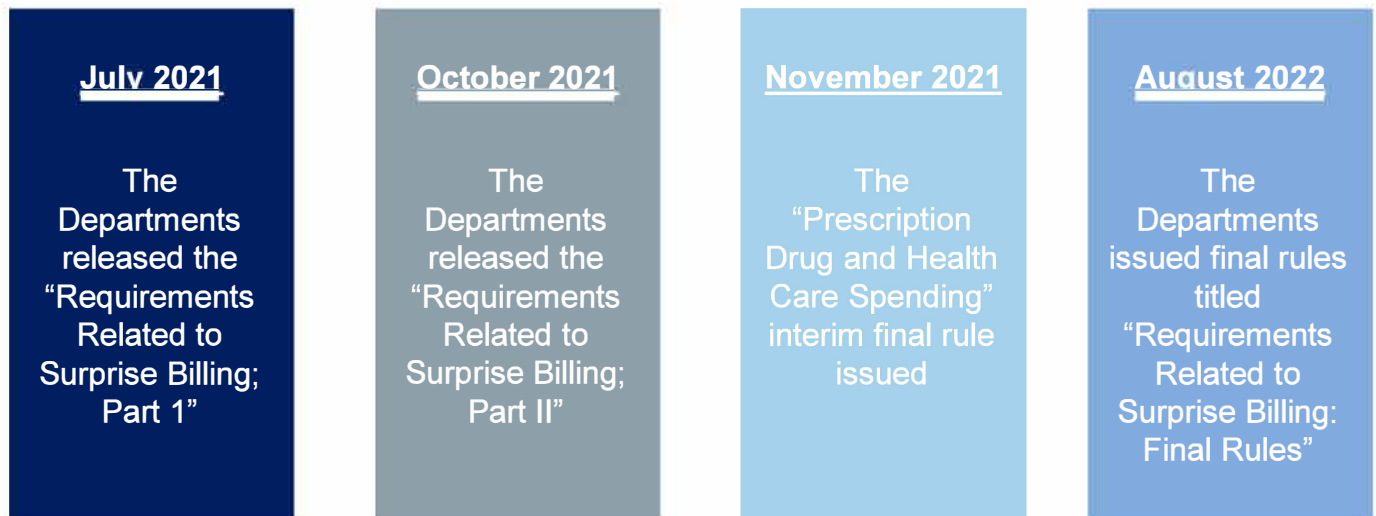 July 2021
The
Departments
released the
“Requirements
Related to
Surprise Billing;
Part 1”
October 2021
The
Departments
released the
“Requirements
Related to
Surprise Billing;
Part II”
November 2021
The
“Prescription
Drug and Health
Care Spending”
interim final rule
issued
August 2022
The
Departments
issued final rules
titled
“Requirements
Related to
Surprise Billing:
Final Rules”